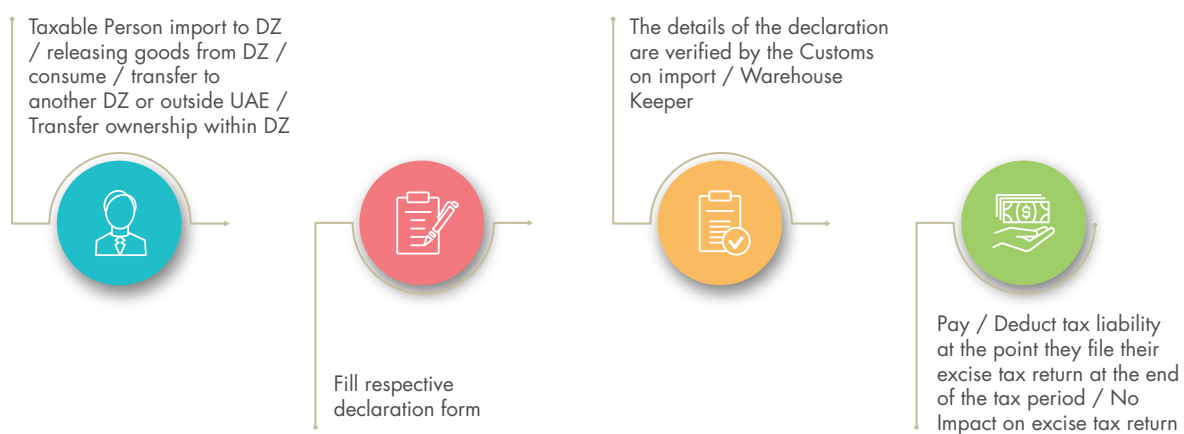 Taxable Person import to DZ
/ releasing goods from DZ /
consume / transfer to
another DZ or outside UAE /
Transfer ownership within DZ
Fill respective
declaration form
The details of the declaration
are verified by the Customs
on import / Warehouse
Keeper
$
Pay / Deduct tax liability
at the point they file their
excise tax return at the end
of the tax period / No
Impact on excise tax return